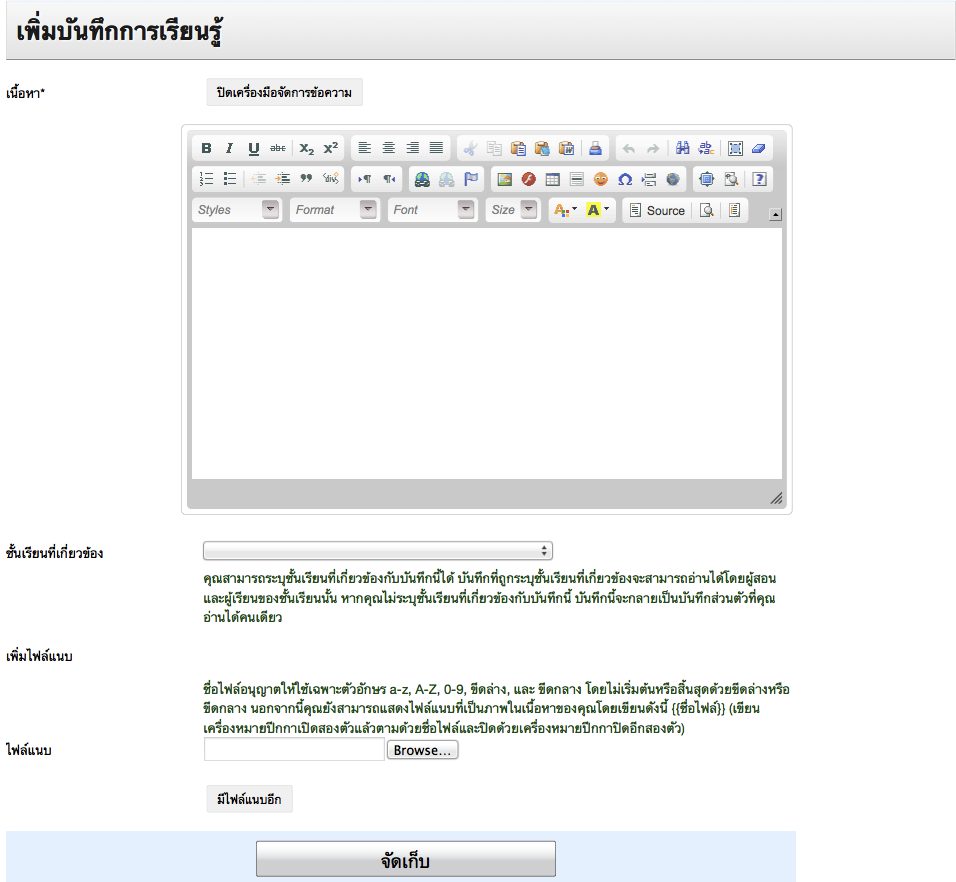 เพิ่มบันทึกการเรียนรู้
เนื้อหา*
ปิดเครื่องมือจัดการข้อความ
B I U abc X₂ X²
Styles Format Font Size A A Source
ชั้นเรียนที่เกี่ยวข้อง
คุณสามารถระบุชั้นเรียนที่เกี่ยวข้องกับบันทึกนี้ได้ บันทึกที่ถูกระบุชั้นเรียนที่เกี่ยวข้องจะสามารถอ่านได้โดยผู้สอน
และผู้เรียนของชั้นเรียนนั้น หากคุณไม่ระบุชั้นเรียนที่เกี่ยวข้องกับบันทึกนี้ บันทึกนี้จะกลายเป็นบันทึกส่วนตัวที่คุณ
อ่านได้คนเดียว
เพิ่มไฟล์แนบ
ชื่อไฟล์อนุญาตให้ใช้เฉพาะตัวอักษร a-z, A-Z, 0-9, ขีดล่าง, และ ขีดกลาง โดยไม่เริ่มต้นหรือสิ้นสุดด้วยขีดล่างหรือ
ขีดกลาง นอกจากนี้คุณยังสามารถแสดงไฟล์แนบที่เป็นภาพในเนื้อหาของคุณโดยเขียนดังนี้ {{ชื่อไฟล์}} (เขียน
เครื่องหมายปีกกาเปิดสองตัวแล้วตามด้วยชื่อไฟล์และปิดด้วยเครื่องหมายปีกกาปิดอีกสองตัว)
ไฟล์แนบ
Browse...
มีไฟล์แนบอีก
จัดเก็บ